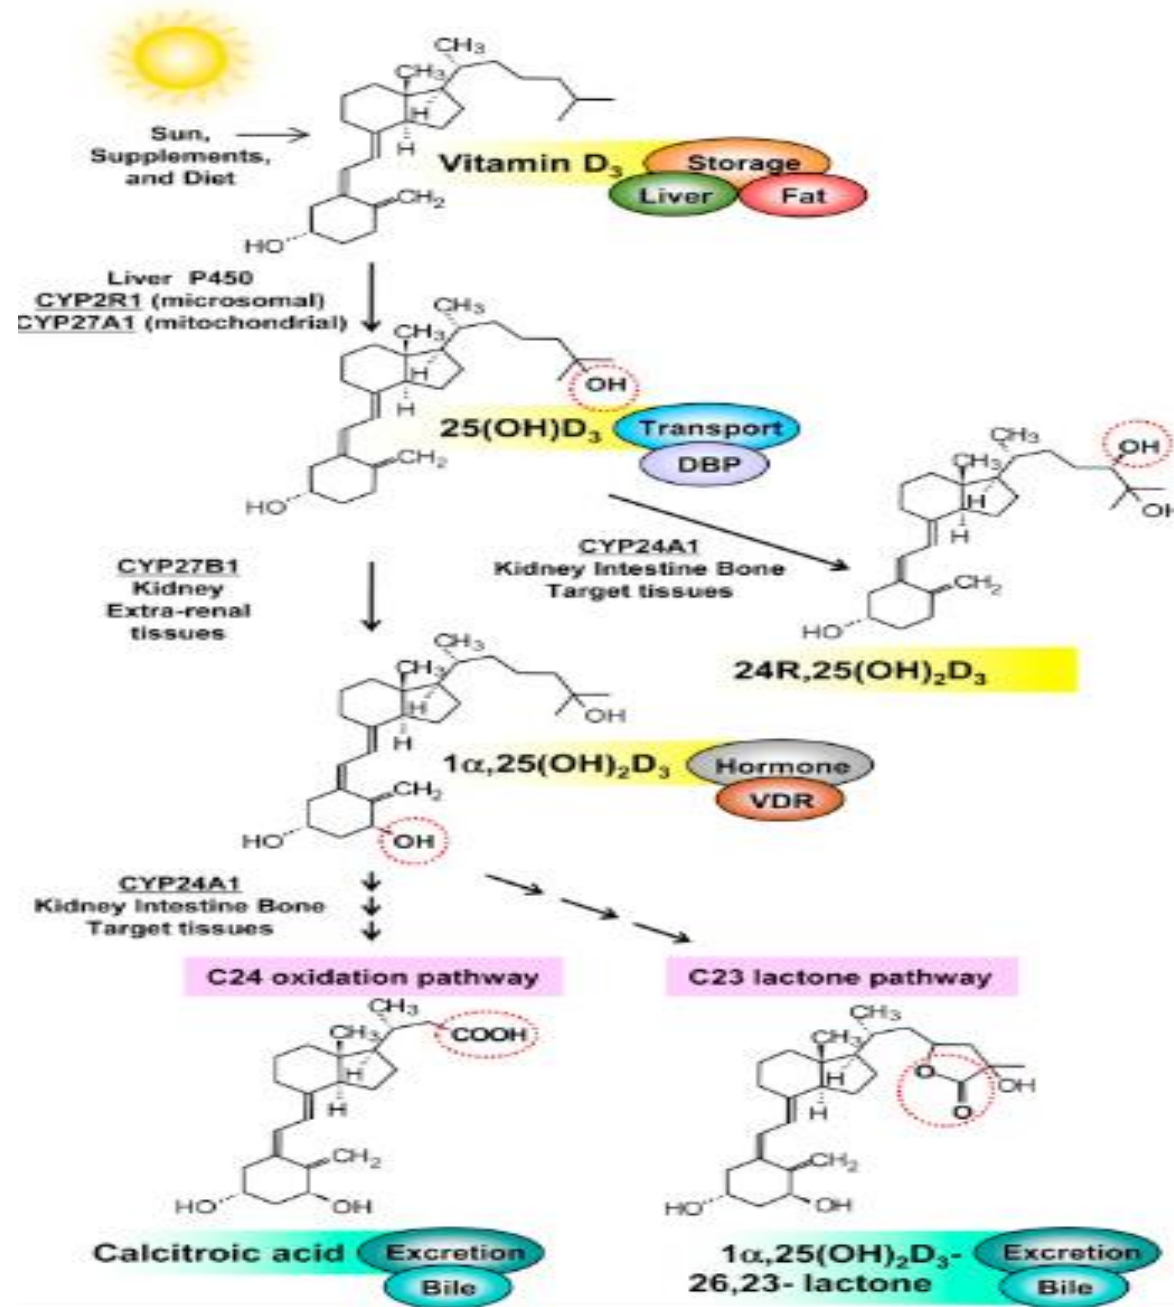 CH₃
CH₃
H
H
Sun,
Supplements,
and Diet
Vitamin D₃
Storage
Liver
Fat
CH₂
HO
Liver P450
CYP2R1 (microsomal)
CYP27A1 (mitochondrial)
CH₃
CH₃
H
H
OH
25(OH)D₃
Transport
DBP
CH₂
HO
CH₃
CH₃
OH
H
H
OH
CH₂
HO
CYP24A1
Kidney Intestine Bone
Target tissues
24R,25(OH)₂D₃
CYP27B1
Kidney
Extra-renal
tissues
CH₃
CH₃
H
H
OH
1α,25(OH)₂D₃
Hormone
VDR
CH₂
HO
OH
CYP24A1
Kidney Intestine Bone
Target tissues
C24 oxidation pathway
CH₃
CH₃
COOH
H
H
CH₂
HO
OH
Calcitroic acid
Excretion
Bile
C23 lactone pathway
CH₃
CH₃
H
H
O
O
OH
CH₂
HO
OH
1α,25(OH)₂D₃-
26,23- lactone
Excretion
Bile